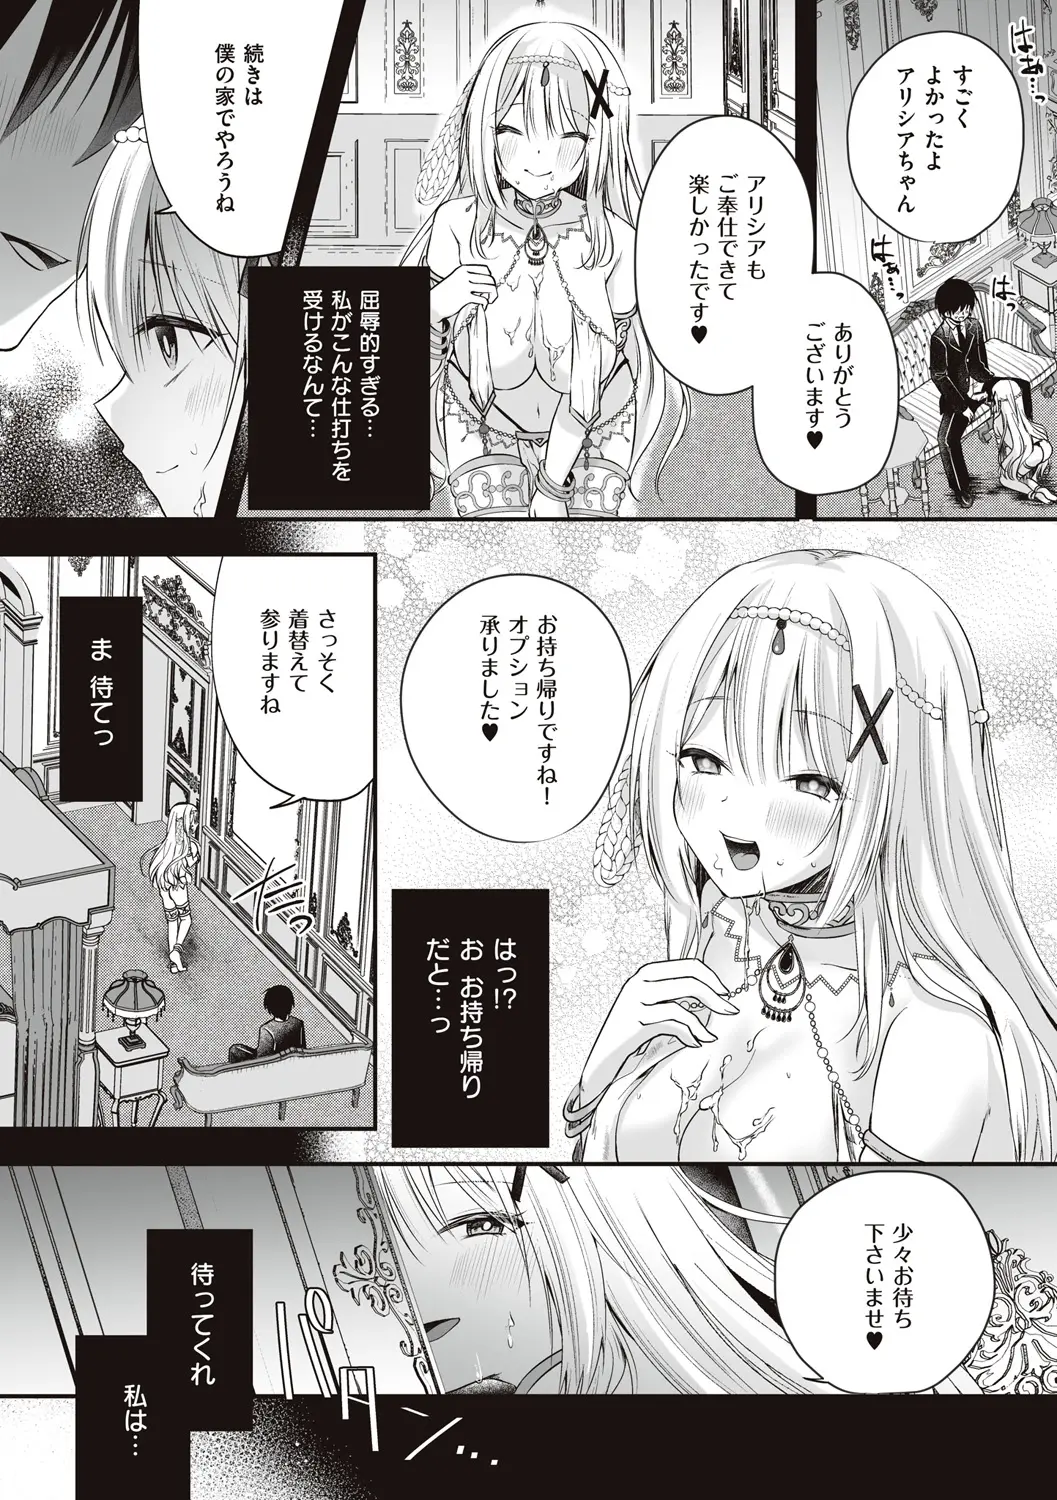 はぁ…っ
すごく
よかったよ
アリシアちゃん
はぁ…っ
はっ
ありがとう
ございます♥
アリシアも
ご奉仕できて
楽しかったです♥
屈辱的すぎる…
私がこんな仕打ちを
受けるなんて…
続きは
僕の家でやろうね
お持ち帰りですね!
オプション
承りました♥
はっ!?
お お持ち帰り
だと…っ
さっそく
着替えて
参りますね
ま 待てっ
少々お待ち
下さいませ♥
パタン…
待ってくれ
私は…